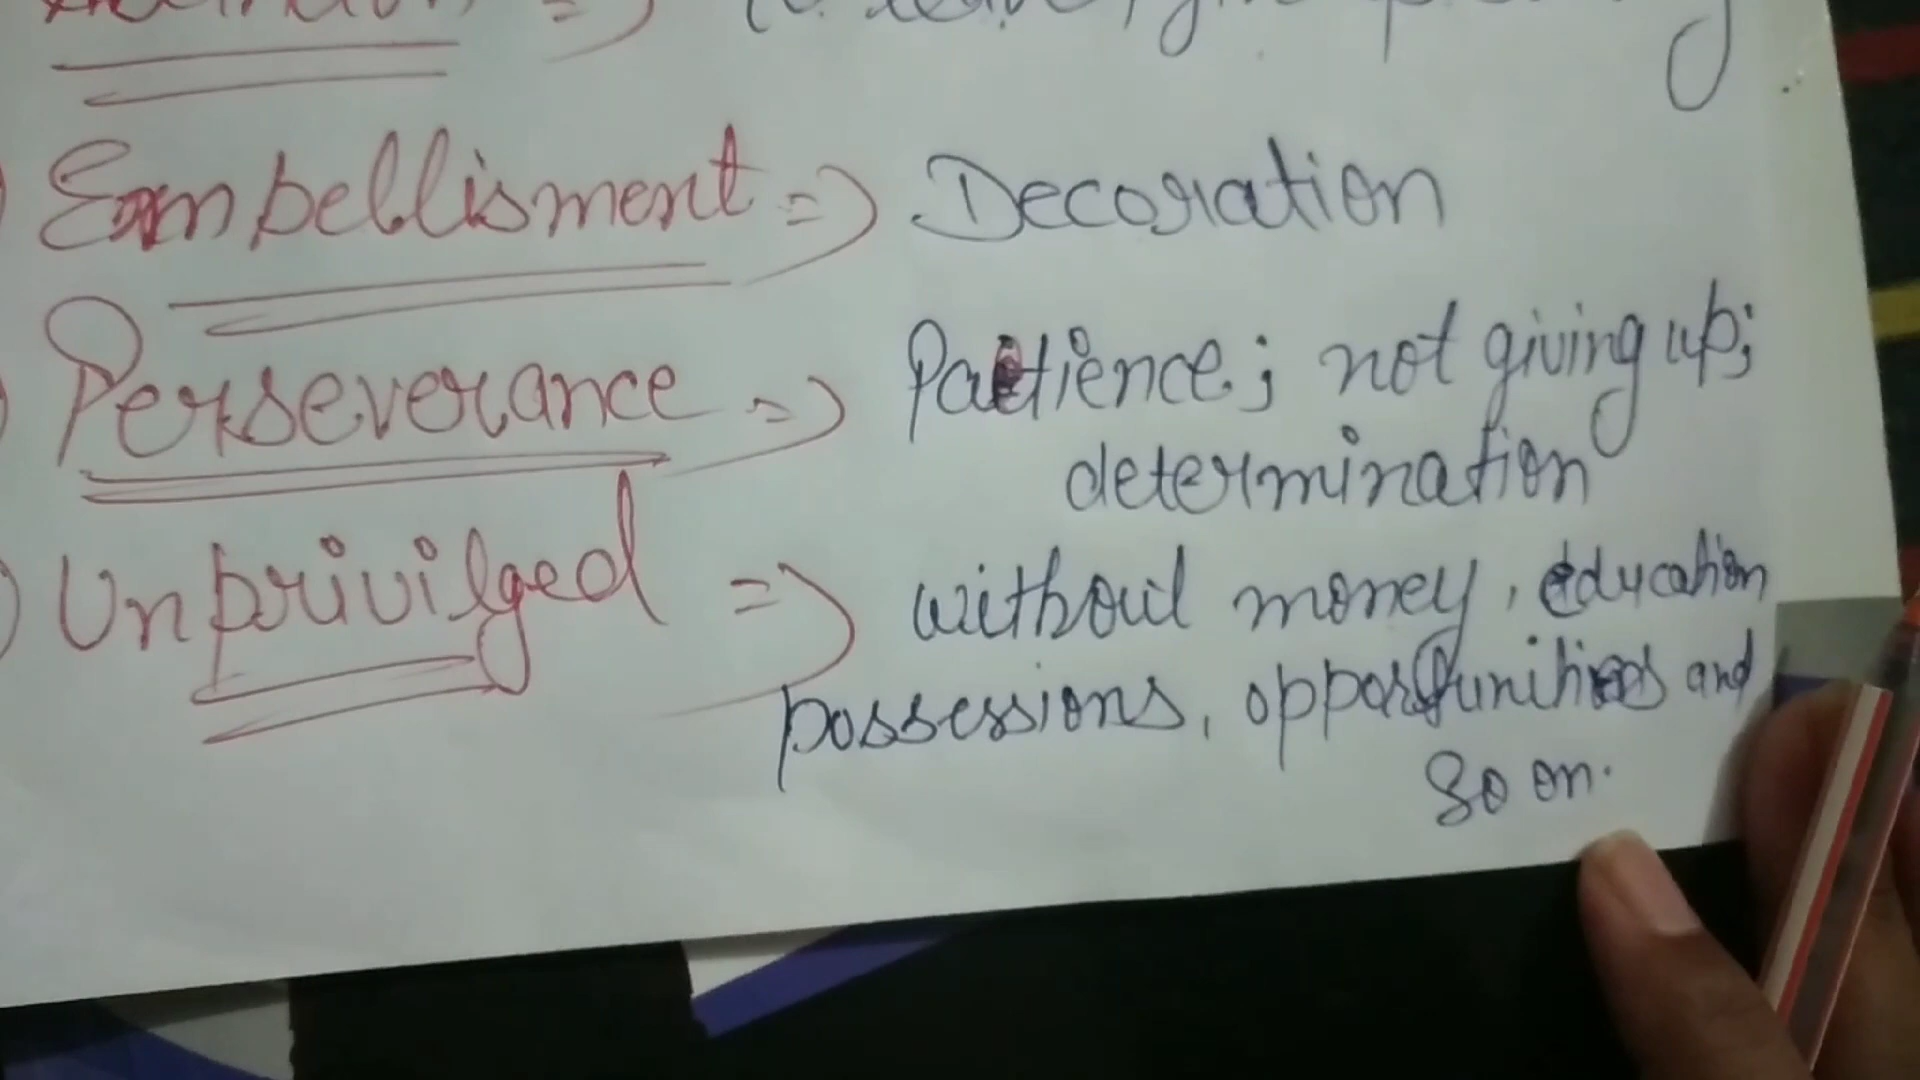 Embellisment => Decoration
Perseverance => Patience; not giving up;
determination
Unprivilged => without money, education
possessions, opportunities and
so on.